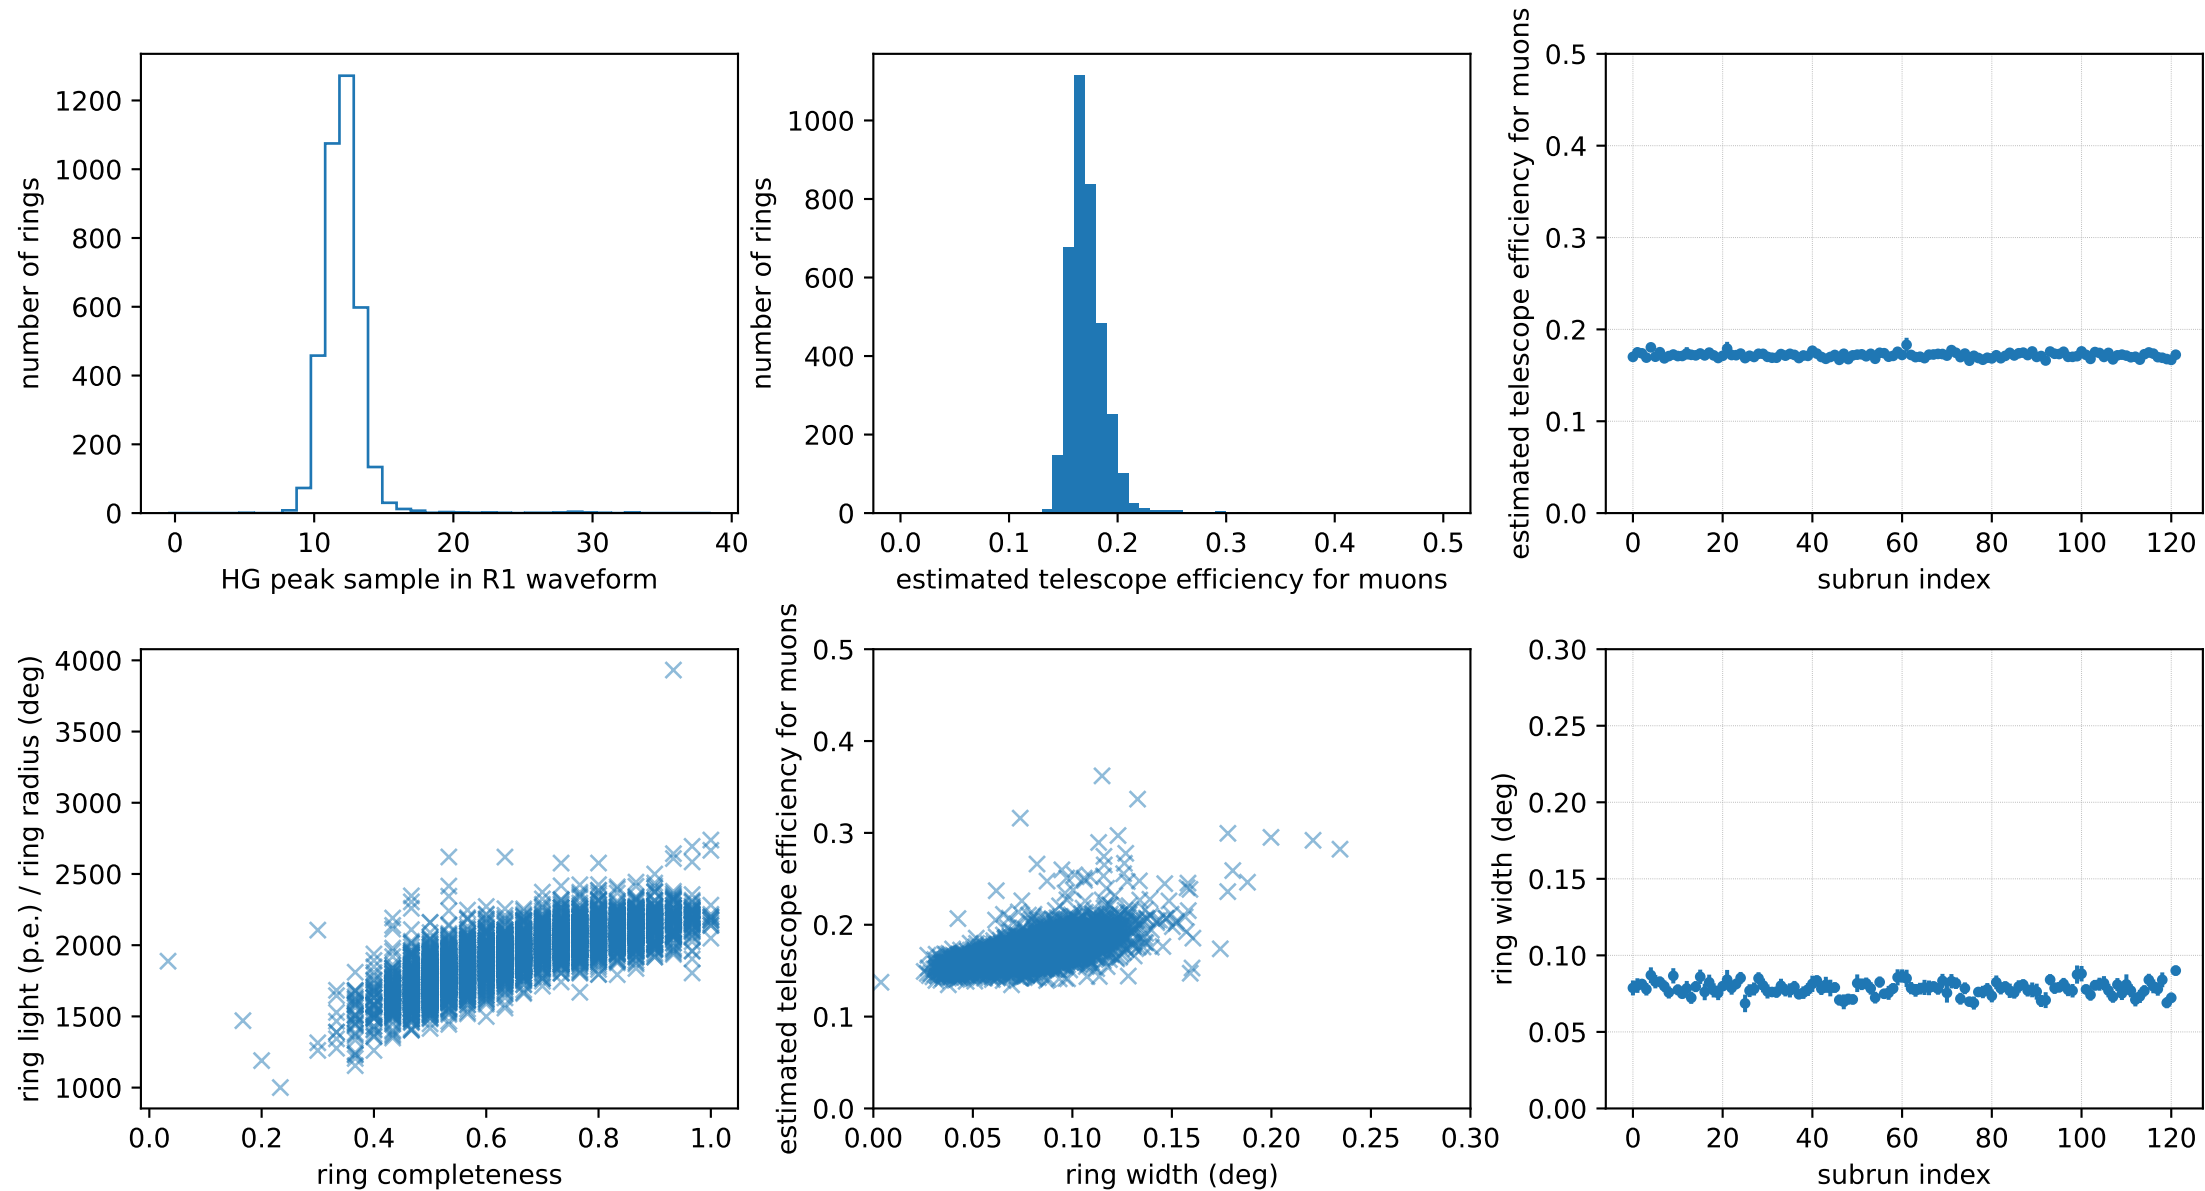 number of rings
1200
1000
800
600
400
200
0
0 10 20 30 40
HG peak sample in R1 waveform
number of rings
1000
800
600
400
200
0
0.0 0.1 0.2 0.3 0.4 0.5
estimated telescope efficiency for muons
estimated telescope efficiency for muons
0.5
0.4
0.3
0.2
0.1
0.0
0 20 40 60 80 100 120
subrun index
ring light (p.e.) / ring radius (deg)
4000
3500
3000
2500
2000
1500
1000
0.0 0.2 0.4 0.6 0.8 1.0
ring completeness
estimated telescope efficiency for muons
0.5
0.4
0.3
0.2
0.1
0.0
0.00 0.05 0.10 0.15 0.20 0.25 0.30
ring width (deg)
ring width (deg)
0.30
0.25
0.20
0.15
0.10
0.05
0.00
0 20 40 60 80 100 120
subrun index